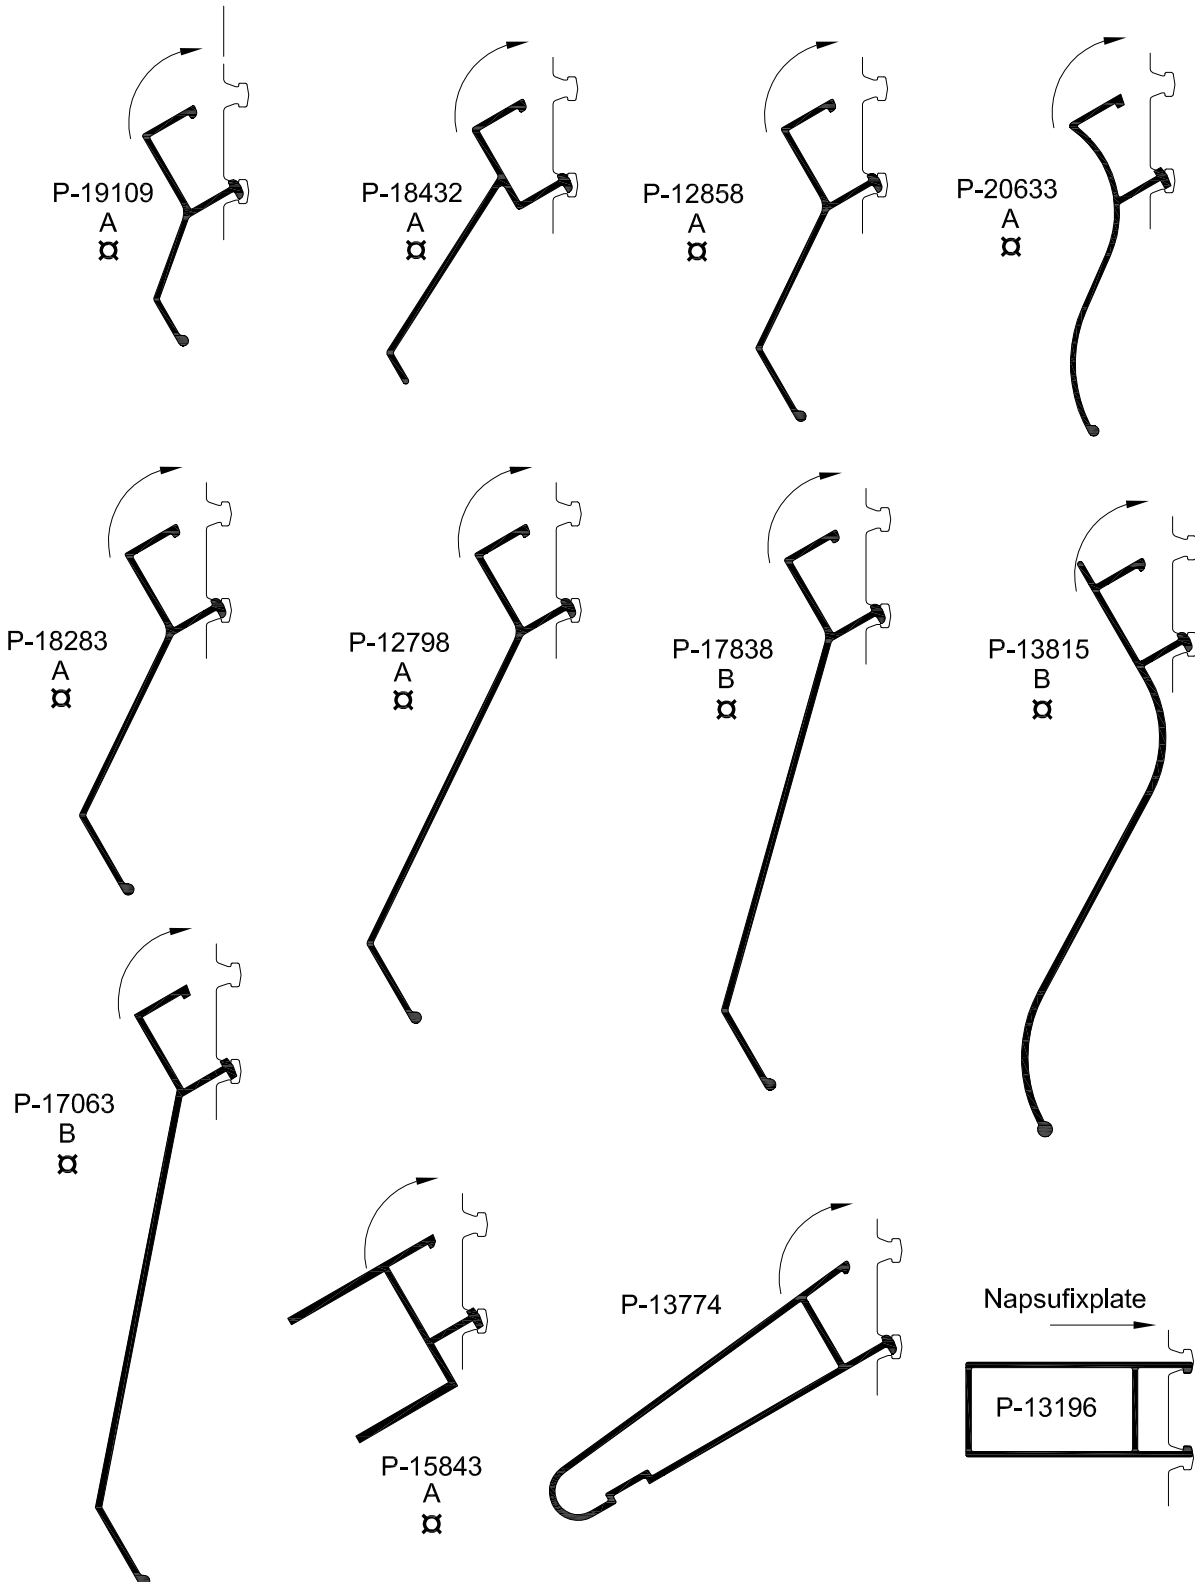 P-19109
A
¤
P-18432
A
¤
P-12858
A
¤
P-20633
A
¤
P-18283
A
¤
P-12798
A
¤
P-17838
B
¤
P-13815
B
¤
P-17063
B
¤
P-15843
A
¤
P-13774
Napsufixplate
P-13196